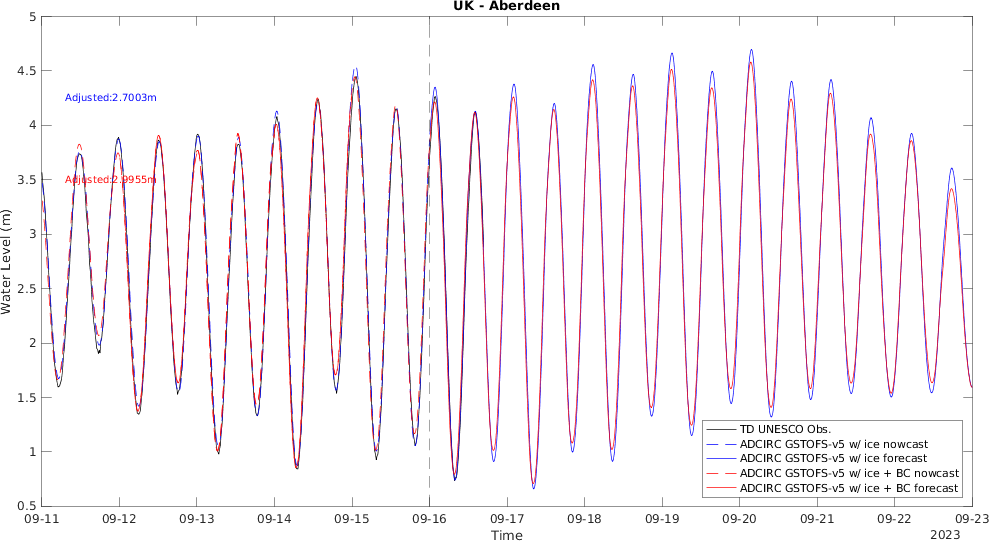 UK - Aberdeen
5
4.5
4
3.5
3
2.5
2
1.5
1
0.5
Water Level (m)
Adjusted:2.7003m
Adjusted:2.9955m
TD UNESCO Obs.
ADCIRC GSTOFS-v5 w/ ice nowcast
ADCIRC GSTOFS-v5 w/ ice forecast
ADCIRC GSTOFS-v5 w/ ice + BC nowcast
ADCIRC GSTOFS-v5 w/ ice + BC forecast
09-11 09-12 09-13 09-14 09-15 09-16 09-17 09-18 09-19 09-20 09-21 09-22 09-23
Time
2023